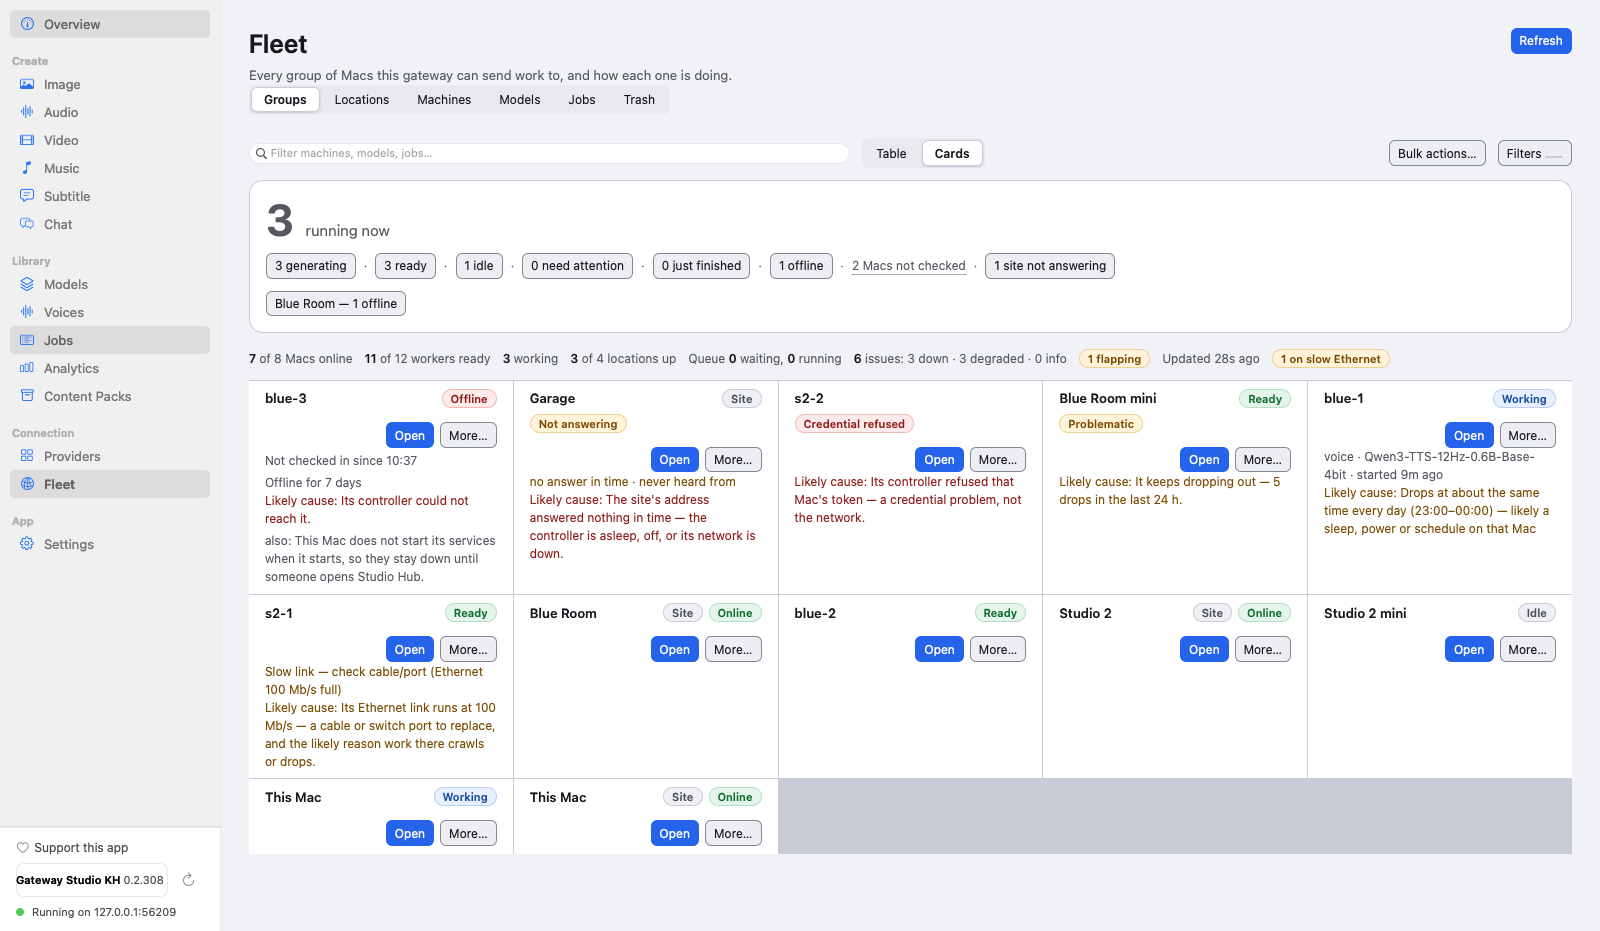 Overview
Create
Image
Audio
Video
Music
Subtitle
Chat
Library
Models
Voices
Jobs
Analytics
Content Packs
Connection
Providers
Fleet
App
Settings
Support this app
Gateway Studio KH 0.2.308
Running on 127.0.0.1:56209
Fleet
Refresh
Every group of Macs this gateway can send work to, and how each one is doing.
Groups Locations Machines Models Jobs Trash
Filter machines, models, jobs...
Table Cards
Bulk actions... Filters
3 running now
3 generating · 3 ready · 1 idle · 0 need attention · 0 just finished · 1 offline · 2 Macs not checked · 1 site not answering
Blue Room — 1 offline
7 of 8 Macs online 11 of 12 workers ready 3 working 3 of 4 locations up Queue 0 waiting, 0 running 6 issues: 3 down · 3 degraded · 0 info 1 flapping Updated 28s ago 1 on slow Ethernet
blue-3 Offline
Open More...
Not checked in since 10:37
Offline for 7 days
Likely cause: Its controller could not
reach it.
also: This Mac does not start its services
when it starts, so they stay down until
someone opens Studio Hub.
Garage Site
Not answering
Open More...
no answer in time · never heard from
Likely cause: The site's address
answered nothing in time — the
controller is asleep, off, or its network is
down.
s2-2
Credential refused
Open More...
Likely cause: Its controller refused that
Mac's token — a credential problem, not
the network.
Blue Room mini Ready
Problematic
Open More...
Likely cause: It keeps dropping out — 5
drops in the last 24 h.
blue-1 Working
Open More...
voice · Qwen3-TTS-12Hz-0.6B-Base-
4bit · started 9m ago
Likely cause: Drops at about the same
time every day (23:00–00:00) — likely a
sleep, power or schedule on that Mac
s2-1 Ready
Open More...
Slow link — check cable/port (Ethernet
100 Mb/s full)
Likely cause: Its Ethernet link runs at 100
Mb/s — a cable or switch port to replace,
and the likely reason work there crawls
or drops.
Blue Room Site Online
Open More...
blue-2 Ready
Open More...
Studio 2 Site Online
Open More...
Studio 2 mini Idle
Open More...
This Mac Working
Open More...
This Mac Site Online
Open More...